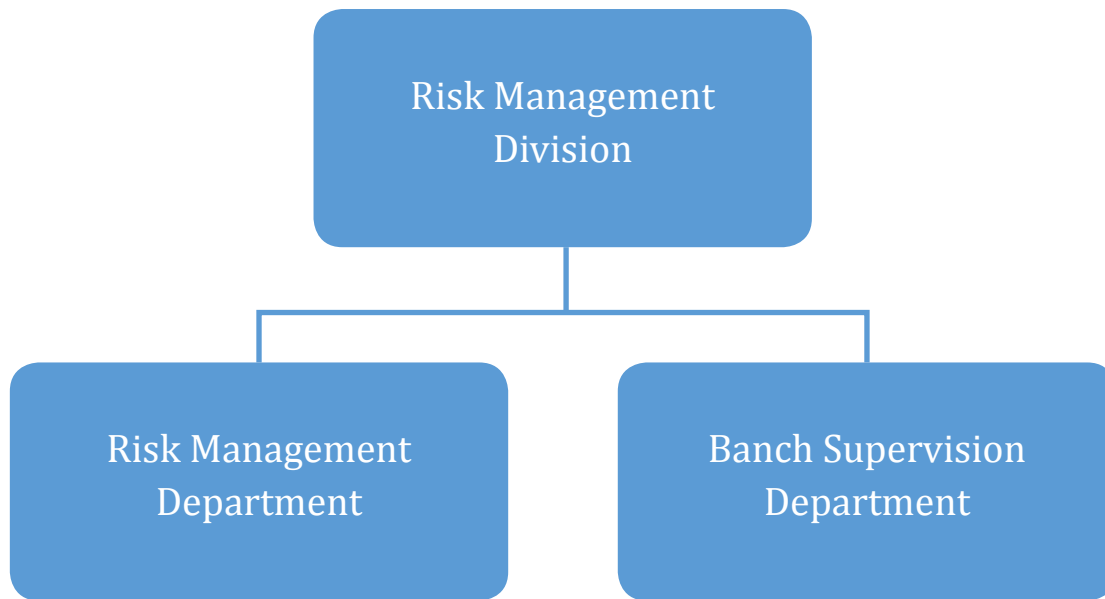 Risk Management
Division
Risk Management
Department
Banch Supervision
Department